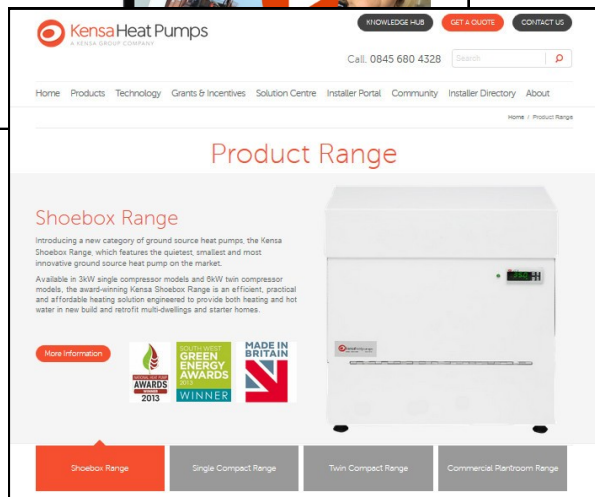 KNOWLEDGE HUB
GET A QUOTE
CONTACT US
Kensa Heat Pumps
A KENSA GROUP COMPANY
Call. 0845 680 4328
Search
Home Products Technology Grants & Incentives Solution Centre Installer Portal Community Installer Directory About
Home / Product Range
Product Range
Shoebox Range
Introducing a new category of ground source heat pumps, the Kensa
Shoebox Range, which features the quietest, smallest and most
innovative ground source heat pump on the market.
Available in 3kW single compressor models and 6kW twin compressor
models, the award-winning Kensa Shoebox Range is an efficient, practical
and affordable heating solution engineered to provide both heating and hot
water in new build and retrofit multi-dwellings and starter homes.
More Information
NATIONAL HEAT PUMP
AWARDS
WINNER
2013
SOUTH WEST
GREEN
ENERGY
AWARDS
2013
WINNER
MADE IN
BRITAIN
Shoebox Range
Single Compact Range
Twin Compact Range
Commercial Plantroom Range